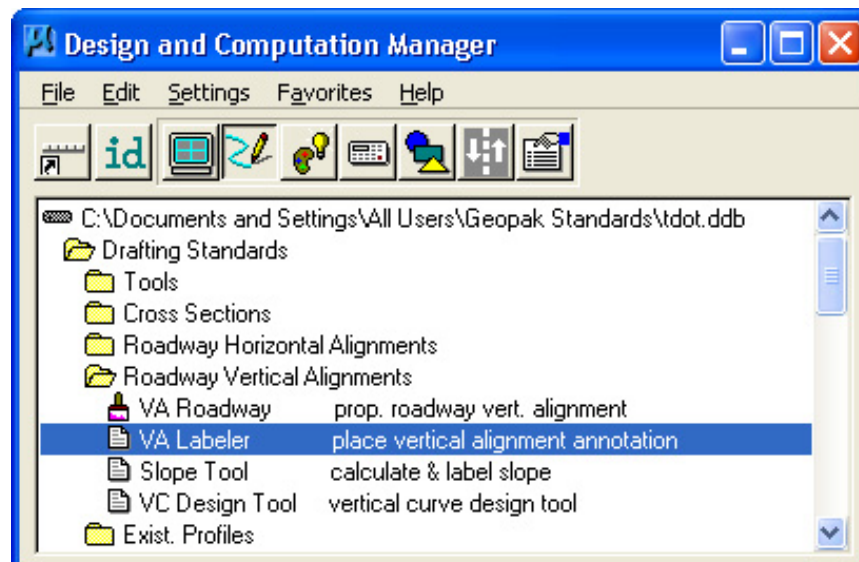 Design and Computation Manager
File Edit Settings Favorites Help
id
C:\Documents and Settings\All Users\Geopak Standards\tdot.ddb
Drafting Standards
Tools
Cross Sections
Roadway Horizontal Alignments
Roadway Vertical Alignments
VA Roadway prop. roadway vert. alignment
VA Labeler place vertical alignment annotation
Slope Tool calculate & label slope
VC Design Tool vertical curve design tool
Exist. Profiles